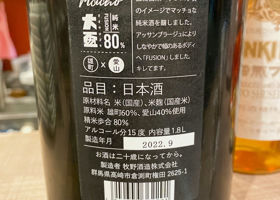 大盃
純米
FUSION
80%
雄町×愛山
のイメージでマッチョな
純米酒を醸しました。
アッサンブラージュにより
しなやかで幅のあるボディ
へ「FUSION」しました
品目：日本酒
原材料名 米（国産）、米麹（国産米）
原料米 雄町60%、愛山40%使用
精米歩合 80%
アルコール分15度 内容量1.8L
製造年月 2022.9
お酒は二十歳になってから。
製造者 牧野酒造株式会社
群馬県高崎市倉渕町権田 2625-1